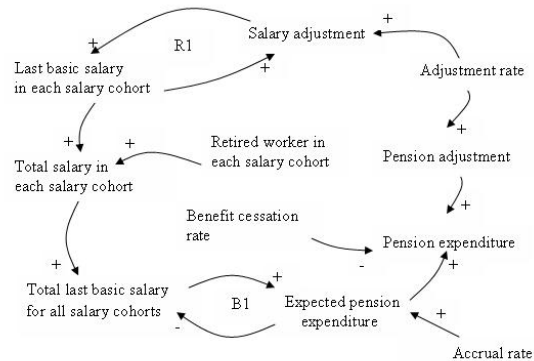 +
Salary adjustment
+
R1
+
+
Last basic salary
in each salary cohort
Adjustment rate
+
+
+
Retired worker in
each salary cohort
Total salary in
each salary cohort
Pension adjustment
+
Benefit cessation
rate
Pension expenditure
-
+
+
+
Total last basic salary
for all salary cohorts
B1
Expected pension
expenditure
-
+
Accrual rate